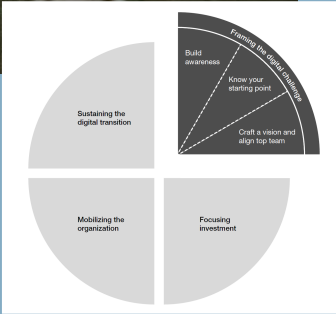 Framing the digital challenge
Build
awareness
Know your
starting point
Craft a vision and
align top team
Sustaining the
digital transition
Mobilizing the
organization
Focusing
investment